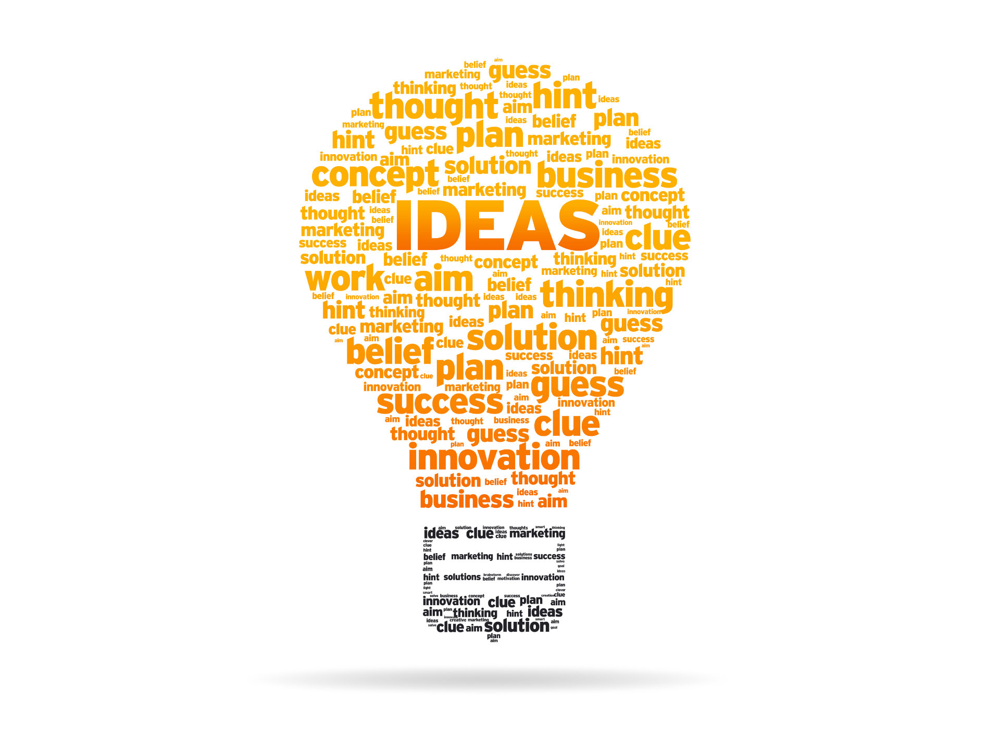 aim
belief guess
marketing plan
thinking thought ideas
thought thought hint ideas
plan aim
marketing ideas belief plan
hint guess plan marketing belief
ideas
hint clue
innovation aim thought ideas plan innovation
concept solution business
belief
ideas belief belief marketing success plan concept
thought ideas IDEAS aim thought
belief innovation belief
marketing ideas clue
success ideas plan
solution belief thought concept thinking hint success
work clue aim aim marketing hint solution
belief thinking hint
belief innovation aim thought ideas ideas
hint thinking plan aim hint plan innovation
clue marketing ideas solution guess
aim aim belief clue aim success
aim
plan success ideas hint
concept clue ideas solution belief
innovation marketing plan guess
success aim innovation
ideas
aim ideas thought business clue hint
thought guess
plan aim belief
innovation
solution belief thought
business ideas aim
hint aim
aim solution innovation thoughts smart thinking
ideas clue ideas marketing
clue
clever
clue light
hint plan
belief marketing hint solutions success
business
plan solve
aim goal
ideas
hint solutions brainstorm discover innovation
belief motivation
plan plan
light clever
smart
solve business concept success creation clue
innovation clue plan aim
aim plan thinking hint ideas
innovate
ideas creative marketing smart aim
solve clue aim solution goal
plan
aim